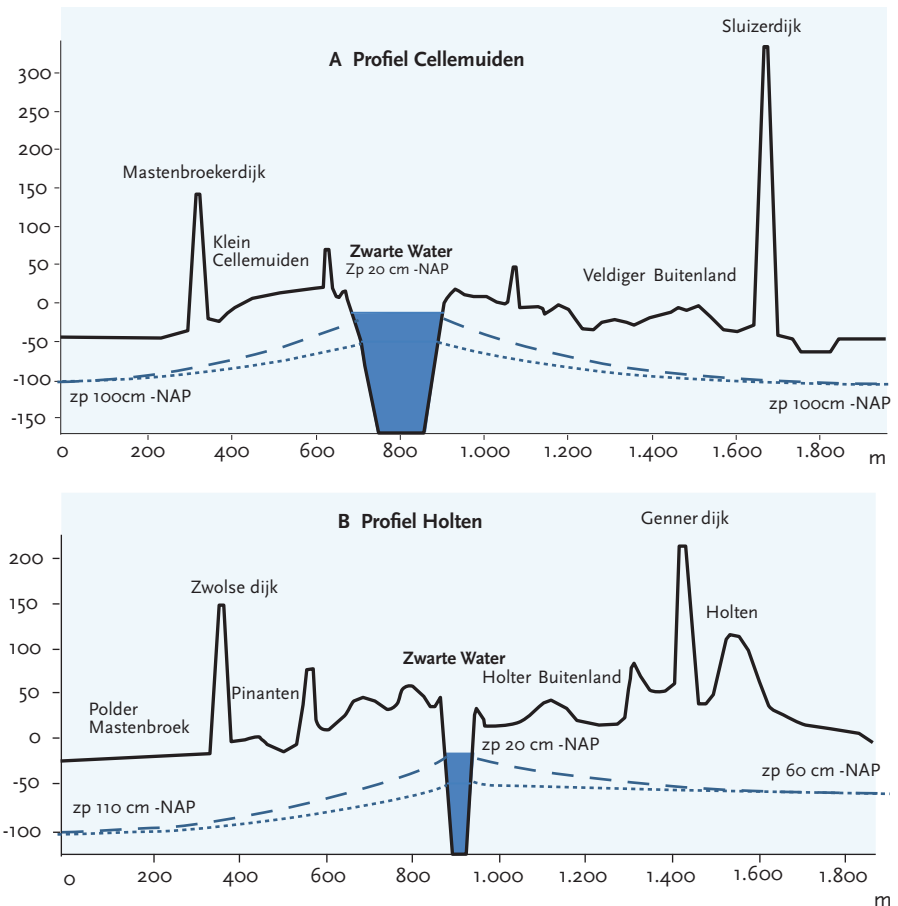 Sluizerdijk
A Profiel Cellemuiden
300
250
200
150
100
50
0
-50
-100
-150
Mastenbroekerdijk
Klein
Cellemuiden
Zwarte Water
Zp 20 cm -NAP
Veldiger Buitenland
zp 100cm -NAP
zp 100cm -NAP
0 200 400 600 800 1.000 1.200 1.400 1.600 1.800
m
B Profiel Holten
Genner dijk
200
150
100
50
0
-50
-100
Zwolse dijk
Holten
Zwarte Water
Holter Buitenland
Pinanten
Polder
Mastenbroek
zp 20 cm -NAP
zp 60 cm -NAP
zp 110 cm -NAP
0 200 400 600 800 1.000 1.200 1.400 1.600 1.800
m